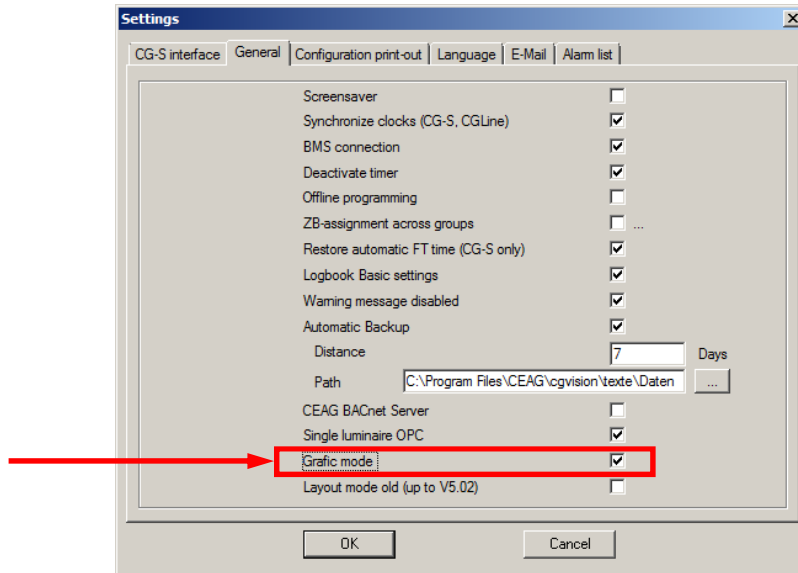 Settings
CG-S interface General Configuration print-out Language E-Mail Alarm list
Screensaver
Synchronize clocks (CG-S, CGLine)
BMS connection
Deactivate timer
Offline programming
ZB-assignment across groups ...
Restore automatic FT time (CG-S only)
Logbook Basic settings
Warning message disabled
Automatic Backup
Distance 7 Days
Path C:\Program Files\CEAG\cgvision\texte\Daten ...
CEAG BACnet Server
Single luminaire OPC
Grafic mode
Layout mode old (up to V5.02)
OK Cancel